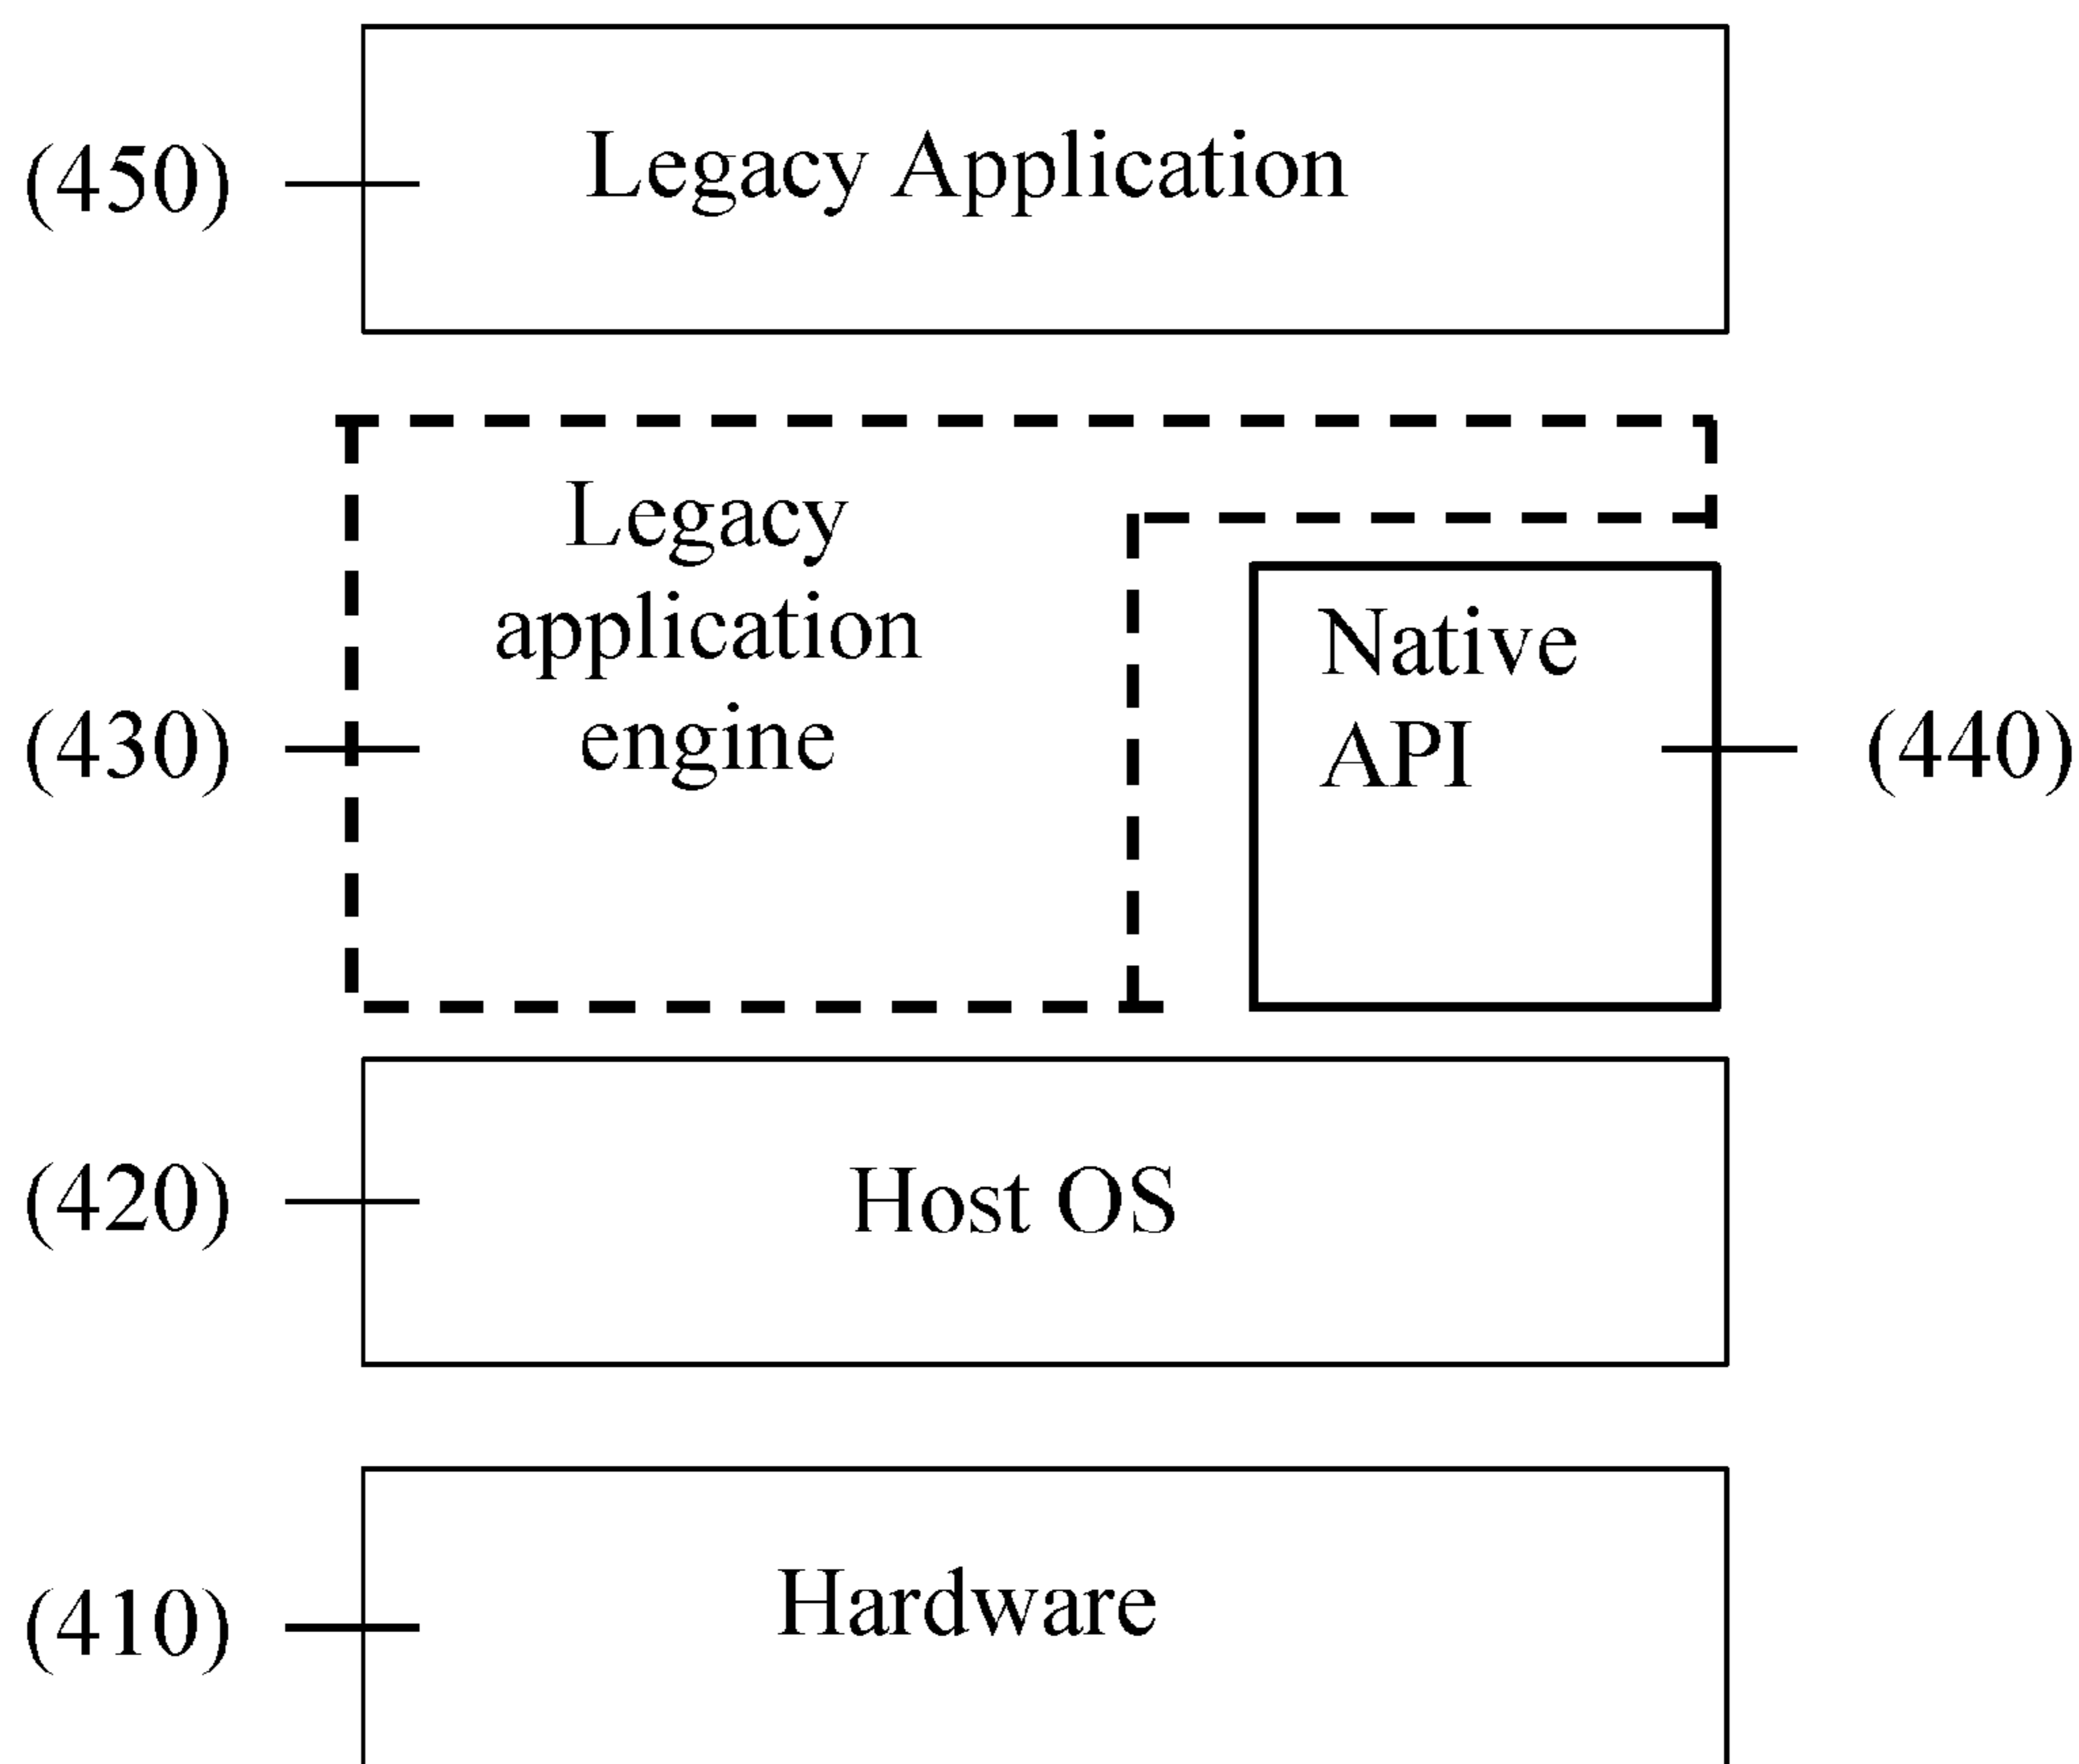 (450)
Legacy Application
Legacy
application
engine
(430)
Native
API
(440)
(420)
Host OS
(410)
Hardware